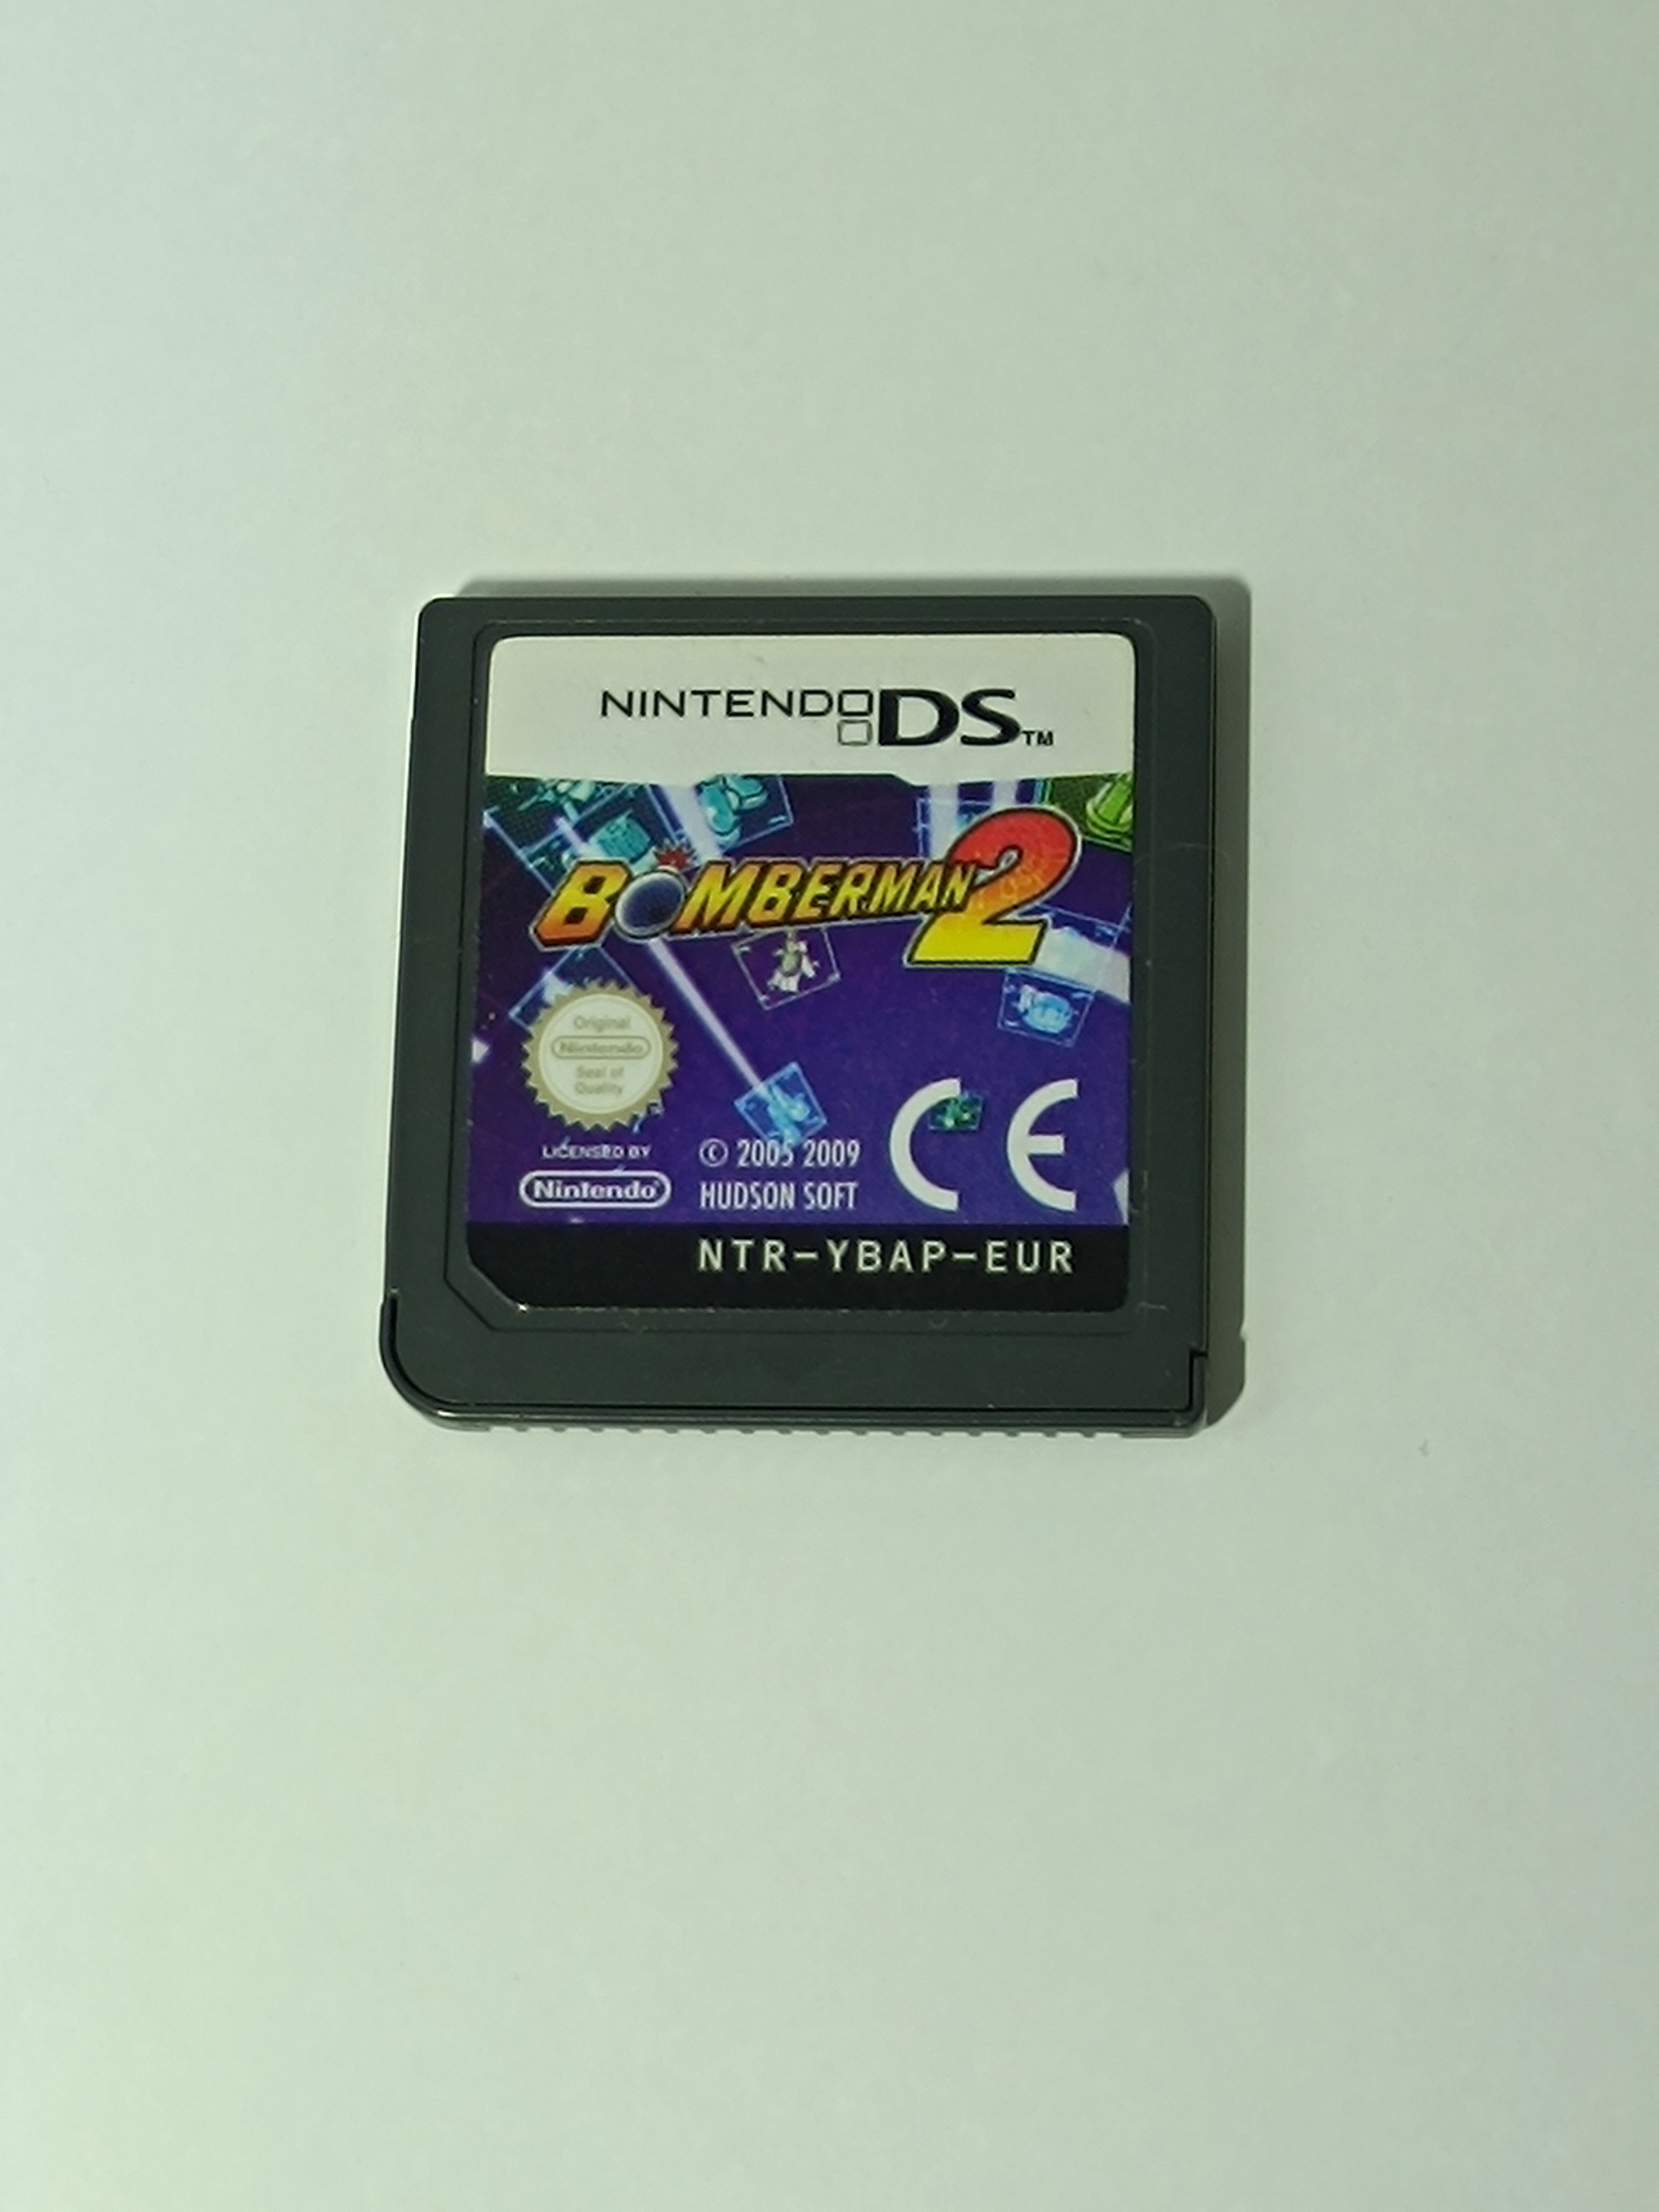 NINTENDO DS™
BOMBERMAN 2
Original
Nintendo
Seal of
Quality
LICENSED BY
Nintendo®
© 2005 2009
HUDSON SOFT
CE
NTR-YBAP-EUR